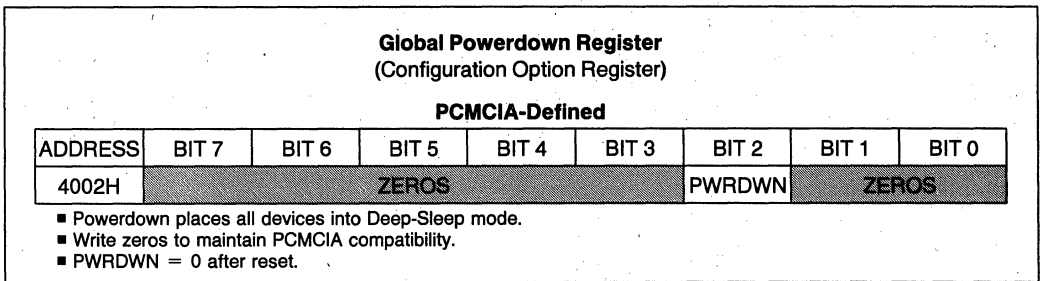 Global Powerdown Register
(Configuration Option Register)
PCMCIA-Defined
ADDRESS BIT 7 BIT 6 BIT 5 BIT 4 BIT 3 BIT 2 BIT 1 BIT 0
4002H ZEROS PWRDWN ZEROS
■ Powerdown places all devices into Deep-Sleep mode.
■ Write zeros to maintain PCMCIA compatibility.
■ PWRDWN = 0 after reset.